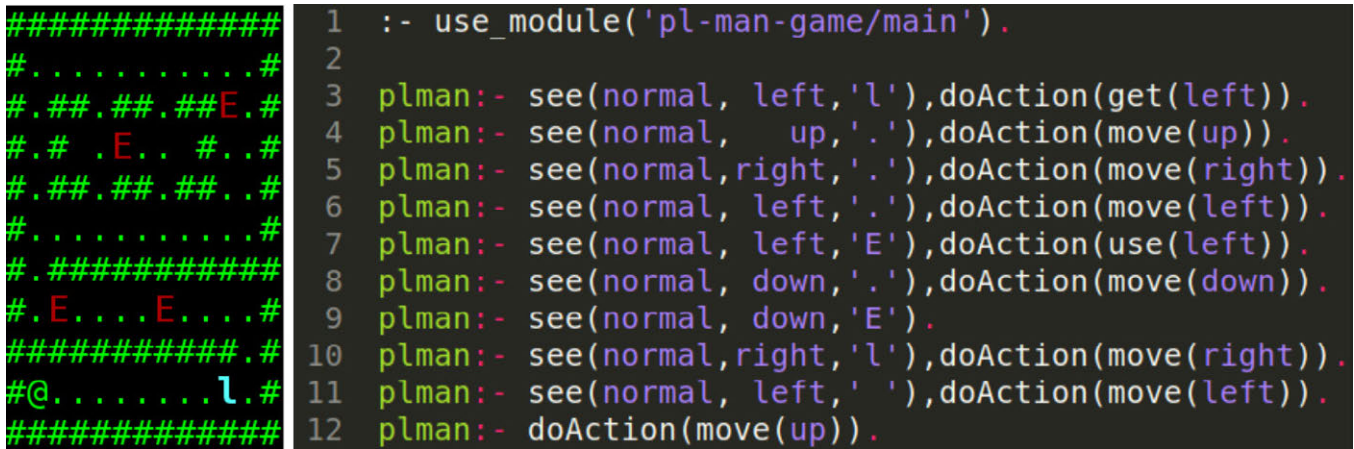 #############
#...........#
#.##.##.##E.#
#.# .E.. #..#
#.##.##.##..#
#...........#
#.###########
#.E....E....#
###########.#
#@........l.#
#############
1 :- use_module('pl-man-game/main').
2
3 plman:- see(normal, left,'l'),doAction(get(left)).
4 plman:- see(normal,   up,'.'),doAction(move(up)).
5 plman:- see(normal,right,'.'),doAction(move(right)).
6 plman:- see(normal, left,'.'),doAction(move(left)).
7 plman:- see(normal, left,'E'),doAction(use(left)).
8 plman:- see(normal, down,'.'),doAction(move(down)).
9 plman:- see(normal, down,'E').
10 plman:- see(normal,right,'l'),doAction(move(right)).
11 plman:- see(normal, left,' '),doAction(move(left)).
12 plman:- doAction(move(up)).